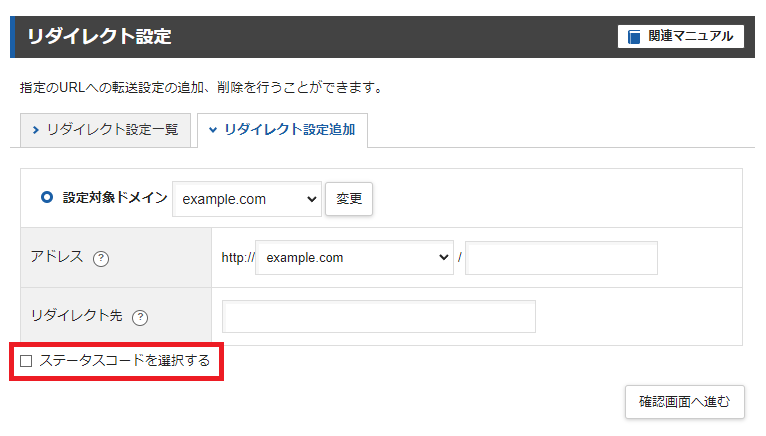 リダイレクト設定
関連マニュアル
指定のURLへの転送設定の追加、削除を行うことができます。
リダイレクト設定一覧
リダイレクト設定追加
設定対象ドメイン example.com 変更
アドレス ? http:// example.com /
リダイレクト先 ?
ステータスコードを選択する
確認画面へ進む